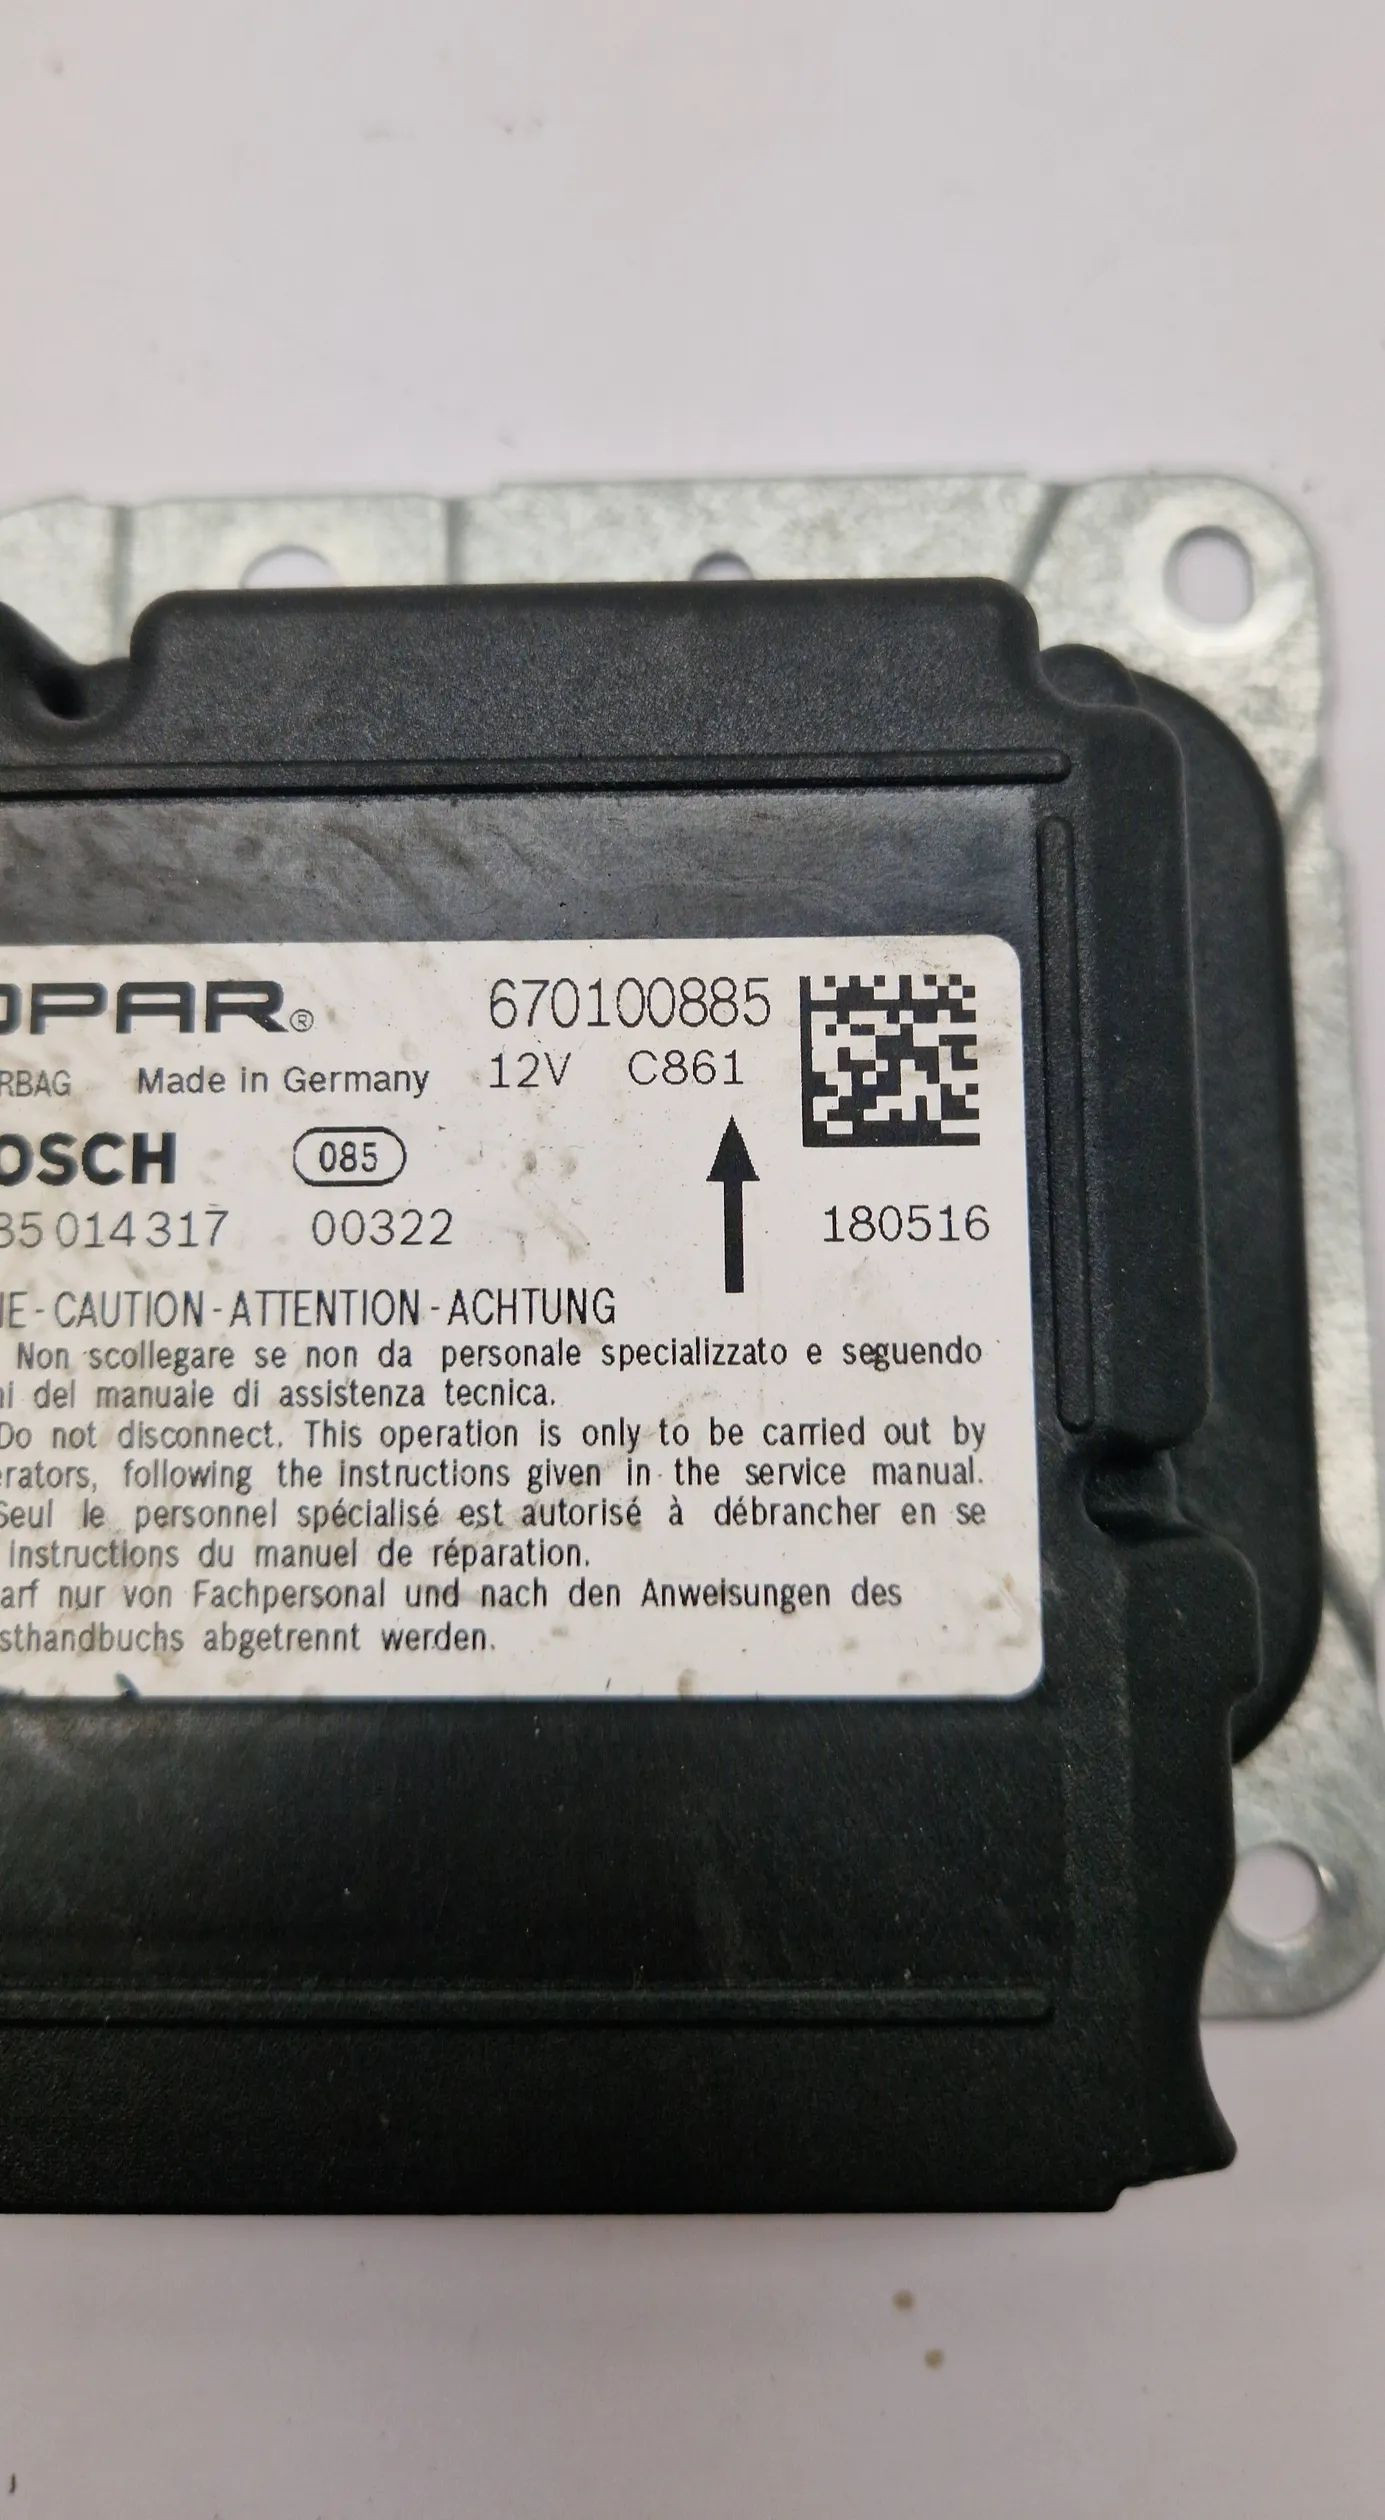 OPAR® 670100885
RBAG Made in Germany 12V C861
OSCH 085
35 014 317 00322 180516
NE - CAUTION - ATTENTION - ACHTUNG
Non scollegare se non da personale specializzato e seguendo
ni del manuale di assistenza tecnica.
Do not disconnect. This operation is only to be carried out by
erators, following the instructions given in the service manual.
Seul le personnel spécialisé est autorisé à débrancher en se
instructions du manuel de réparation.
arf nur von Fachpersonal und nach den Anweisungen des
sthandbuchs abgetrennt werden.